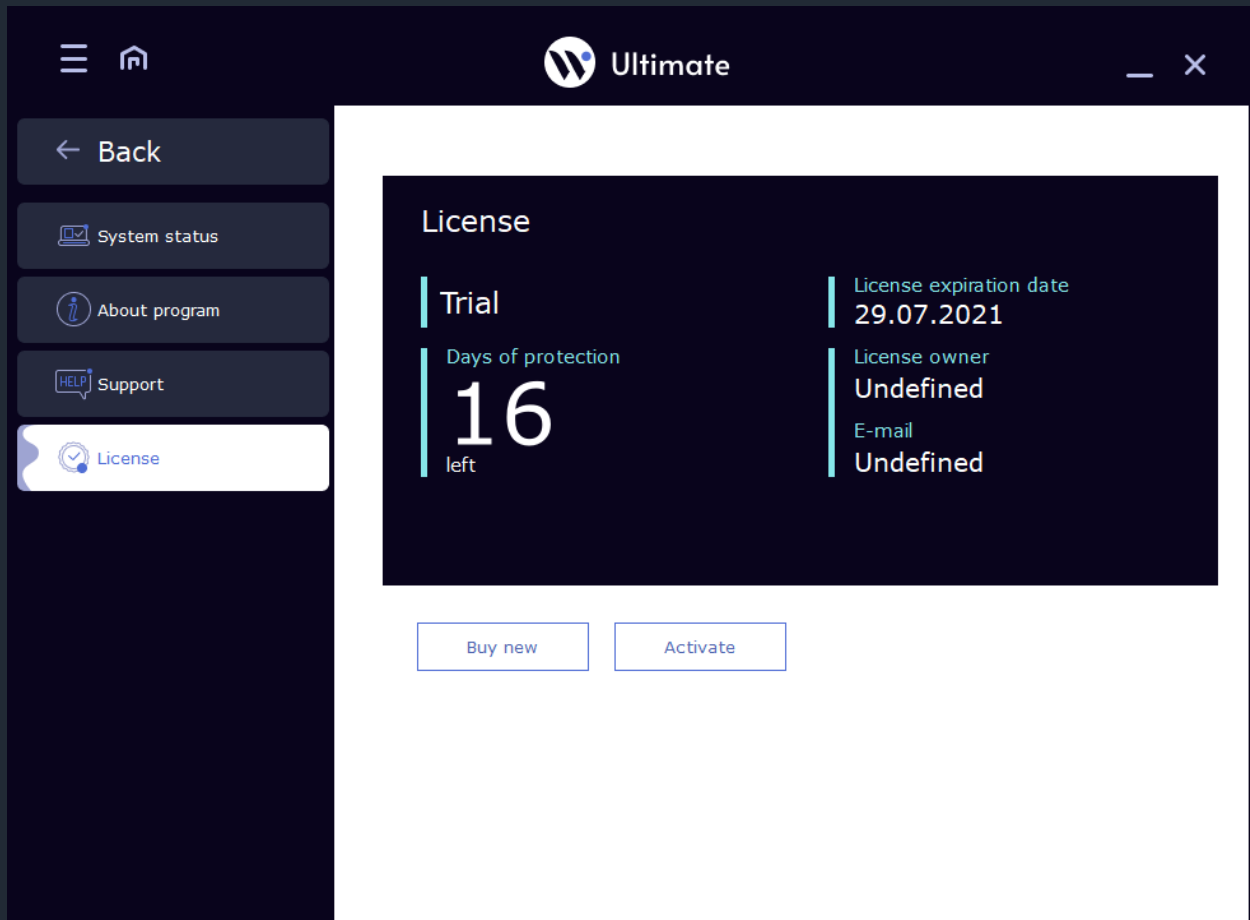 Ultimate
Back
System status
About program
HELP
Support
License
License
Trial
Days of protection
16
left
License expiration date
29.07.2021
License owner
Undefined
E-mail
Undefined
Buy new
Activate